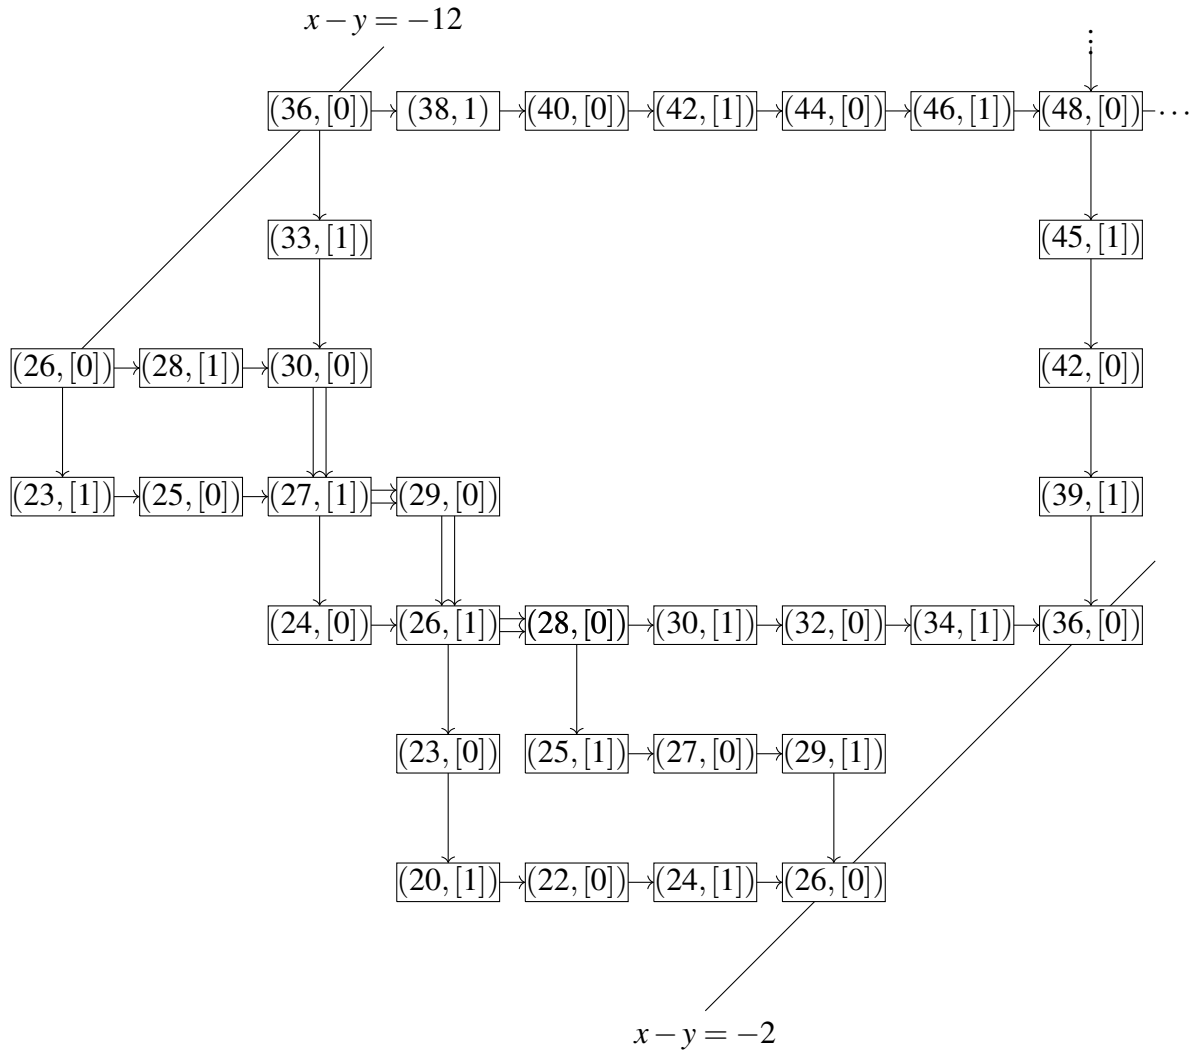 x − y = −12
⋮
(36, [0]) (38, 1) (40, [0]) (42, [1]) (44, [0]) (46, [1]) (48, [0]) ⋯
(33, [1]) (45, [1])
(26, [0]) (28, [1]) (30, [0]) (42, [0])
(23, [1]) (25, [0]) (27, [1]) (29, [0]) (39, [1])
(24, [0]) (26, [1]) (28, [0]) (30, [1]) (32, [0]) (34, [1]) (36, [0])
(23, [0]) (25, [1]) (27, [0]) (29, [1])
(20, [1]) (22, [0]) (24, [1]) (26, [0])
x − y = −2